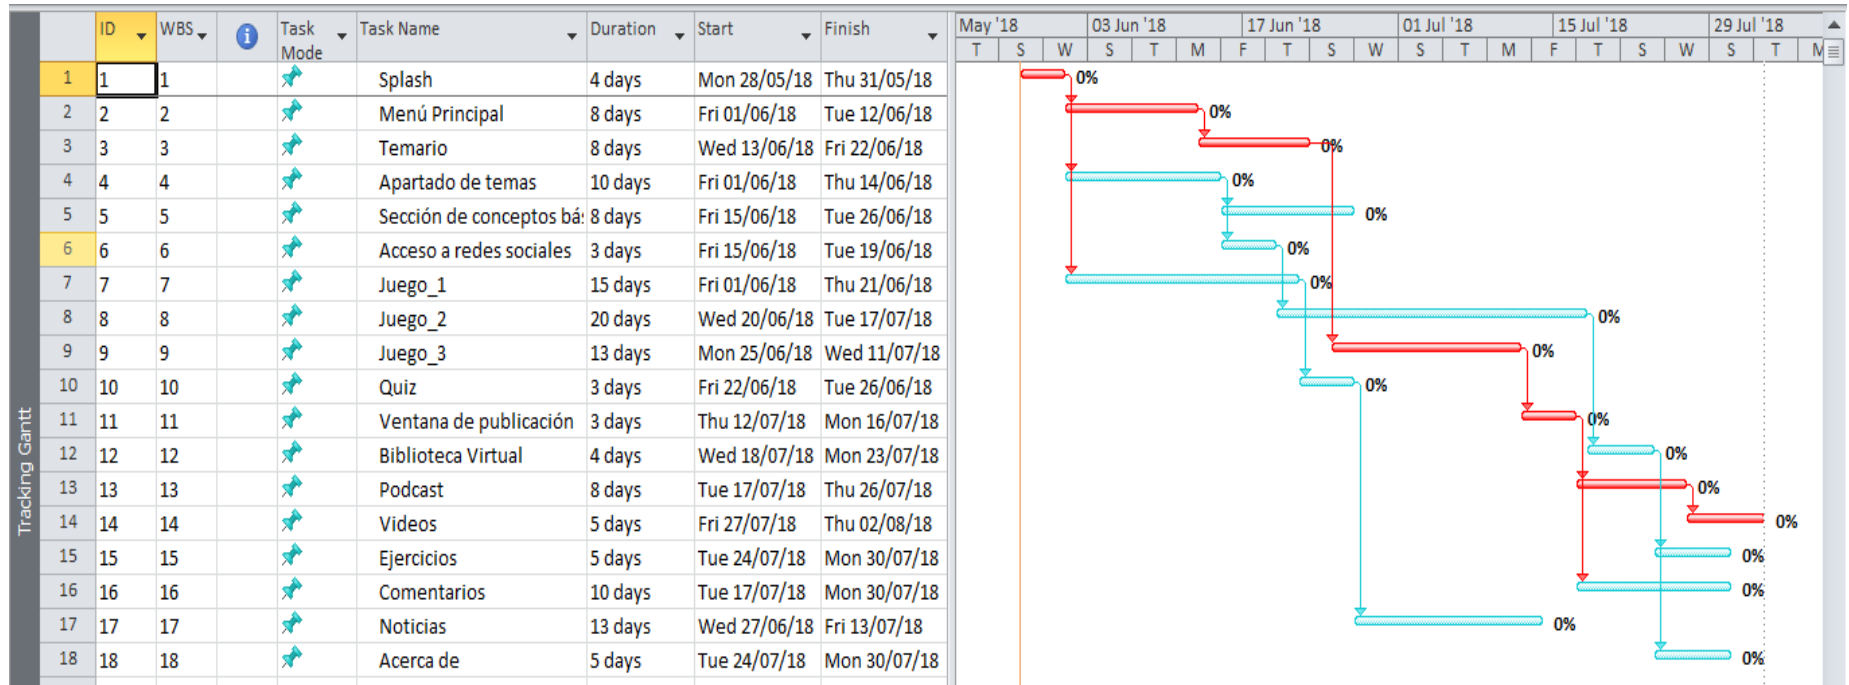 ID WBS Task Mode Task Name Duration Start Finish
May '18 03 Jun '18 17 Jun '18 01 Jul '18 15 Jul '18 29 Jul '18
T S W S T M F T S W S T M F T S W S T M
1 1 1 Splash 4 days Mon 28/05/18 Thu 31/05/18 0%
2 2 2 Menú Principal 8 days Fri 01/06/18 Tue 12/06/18 0%
3 3 3 Temario 8 days Wed 13/06/18 Fri 22/06/18 0%
4 4 4 Apartado de temas 10 days Fri 01/06/18 Thu 14/06/18 0%
5 5 5 Sección de conceptos bás 8 days Fri 15/06/18 Tue 26/06/18 0%
6 6 6 Acceso a redes sociales 3 days Fri 15/06/18 Tue 19/06/18 0%
7 7 7 Juego_1 15 days Fri 01/06/18 Thu 21/06/18 0%
8 8 8 Juego_2 20 days Wed 20/06/18 Tue 17/07/18 0%
9 9 9 Juego_3 13 days Mon 25/06/18 Wed 11/07/18 0%
10 10 10 Quiz 3 days Fri 22/06/18 Tue 26/06/18 0%
11 11 11 Ventana de publicación 3 days Thu 12/07/18 Mon 16/07/18 0%
12 12 12 Biblioteca Virtual 4 days Wed 18/07/18 Mon 23/07/18 0%
13 13 13 Podcast 8 days Tue 17/07/18 Thu 26/07/18 0%
14 14 14 Videos 5 days Fri 27/07/18 Thu 02/08/18 0%
15 15 15 Ejercicios 5 days Tue 24/07/18 Mon 30/07/18 0%
16 16 16 Comentarios 10 days Tue 17/07/18 Mon 30/07/18 0%
17 17 17 Noticias 13 days Wed 27/06/18 Fri 13/07/18 0%
18 18 18 Acerca de 5 days Tue 24/07/18 Mon 30/07/18 0%
Tracking Gantt